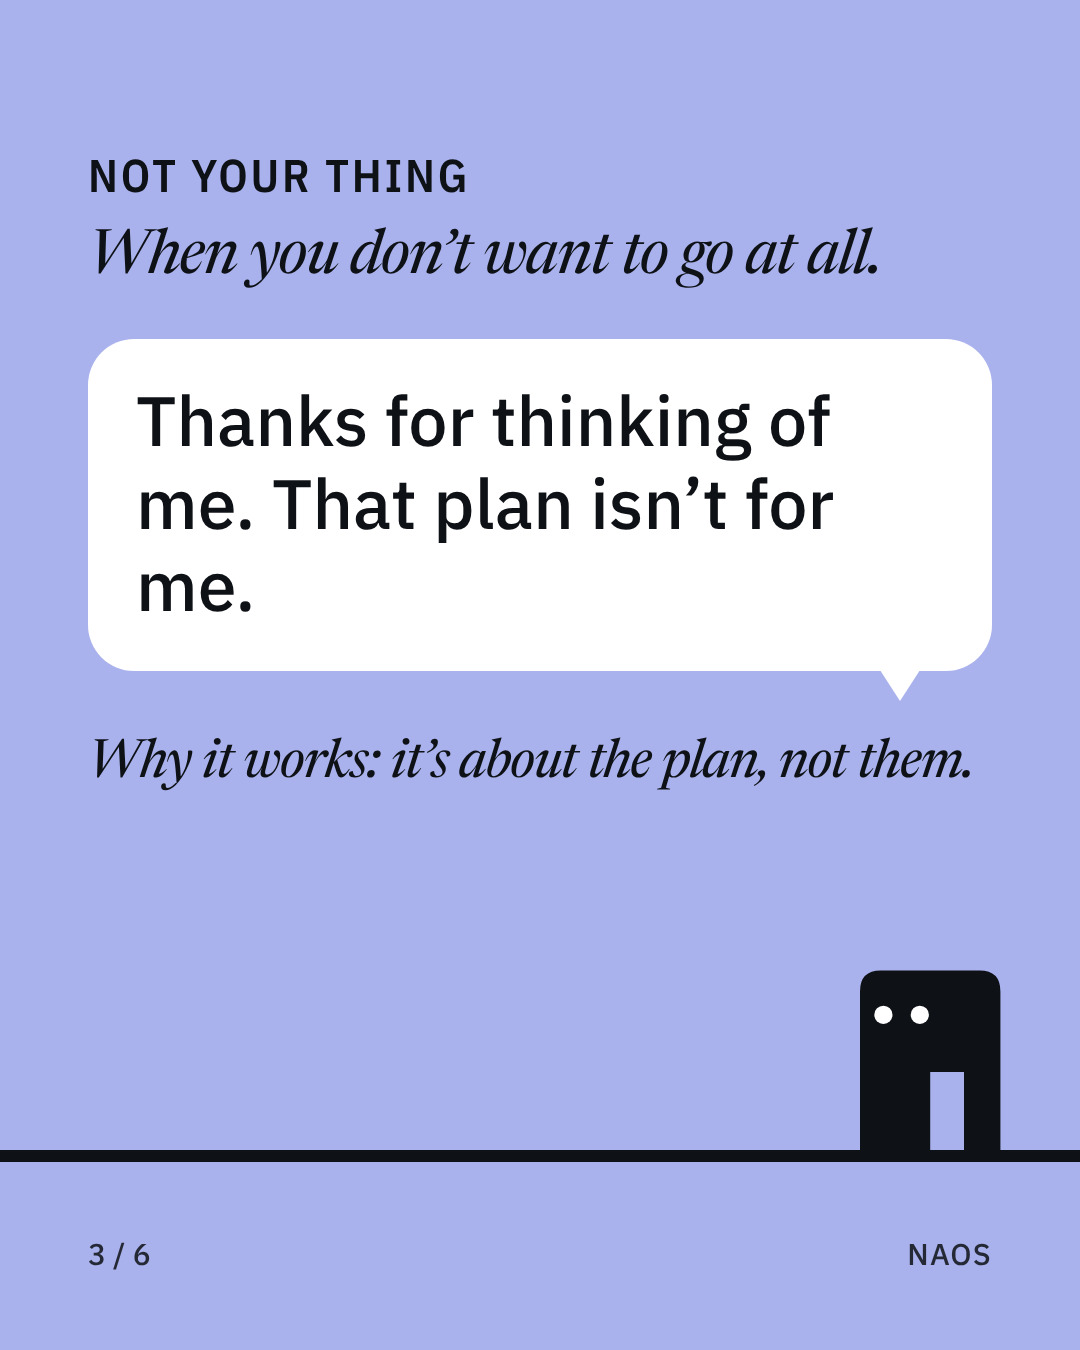 NOT YOUR THING
When you don’t want to go at all.
Thanks for thinking of
me. That plan isn’t for
me.
Why it works: it’s about the plan, not them.
3 / 6
NAOS